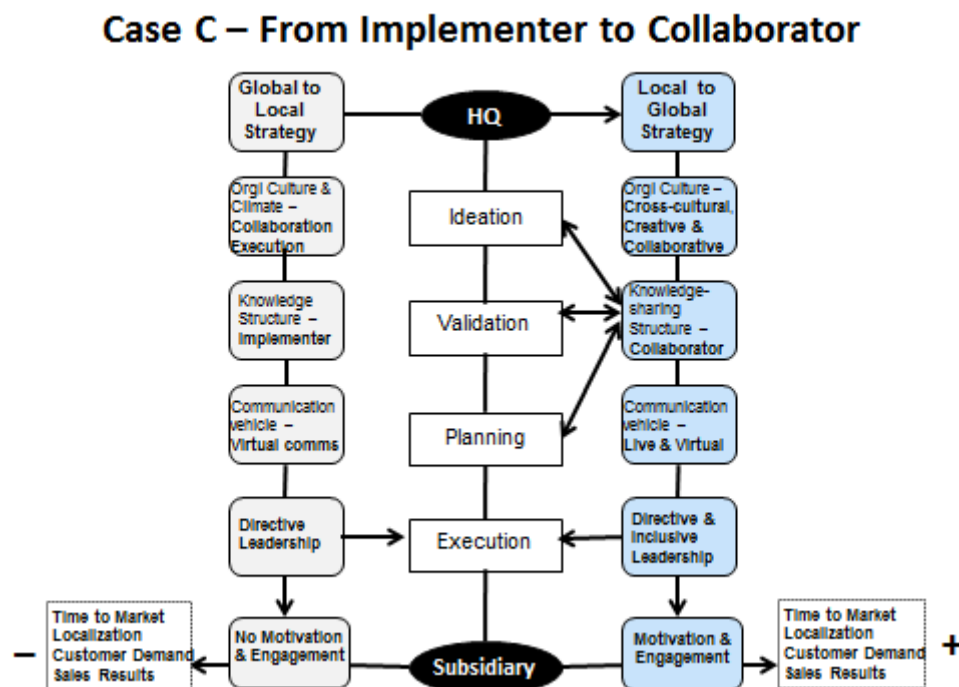 Case C – From Implementer to Collaborator
Global to
Local
Strategy
HQ
Local to
Global
Strategy
Orgl Culture &
Climate –
Collaboration
Execution
Ideation
Orgl Culture –
Cross-cultural,
Creative &
Collaborative
Knowledge
Structure –
Implementer
Validation
Knowledge-
sharing
Structure –
Collaborator
Communication
vehicle –
Virtual comms
Planning
Communication
vehicle –
Live & Virtual
Directive
Leadership
Execution
Directive &
Inclusive
Leadership
–
Time to Market
Localization
Customer Demand
Sales Results
No Motivation
& Engagement
Subsidiary
Motivation &
Engagement
Time to Market
Localization
Customer Demand
Sales Results
+